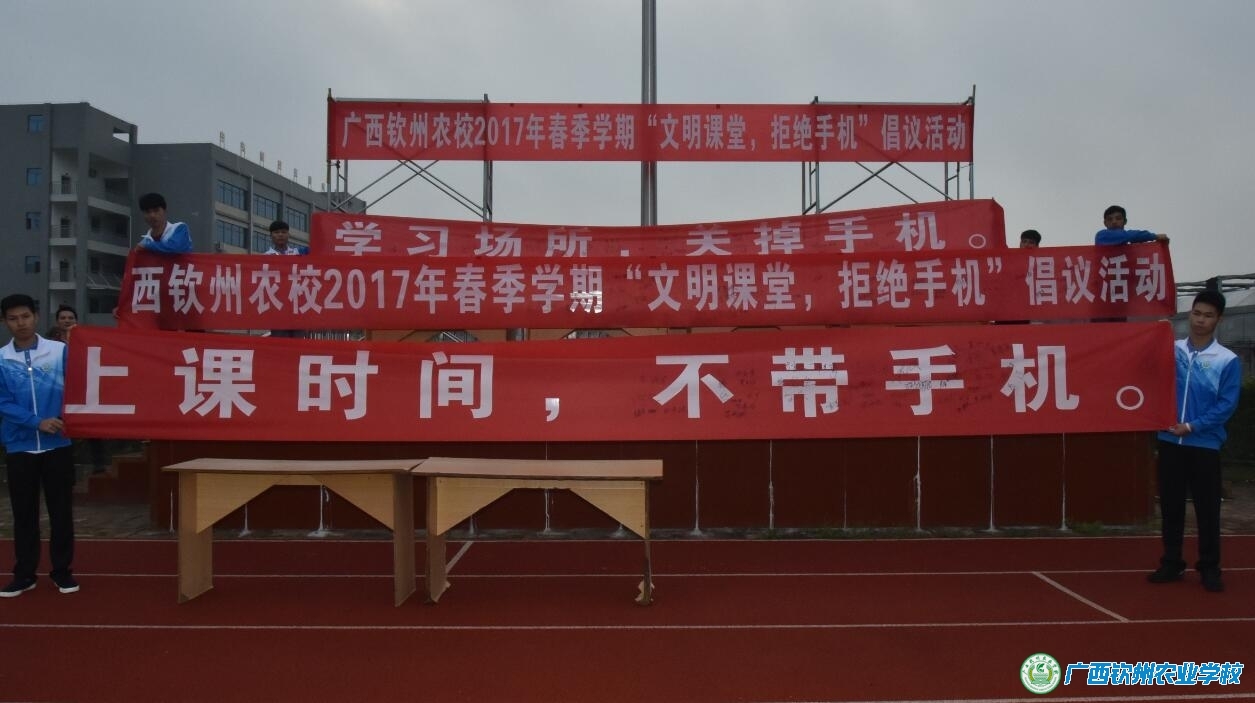 广西钦州农校2017年春季学期“文明课堂，拒绝手机”倡议活动
学习场所，关掉手机。
西钦州农校2017年春季学期“文明课堂，拒绝手机”倡议活动
上课时间，不带手机。
广西钦州农业学校